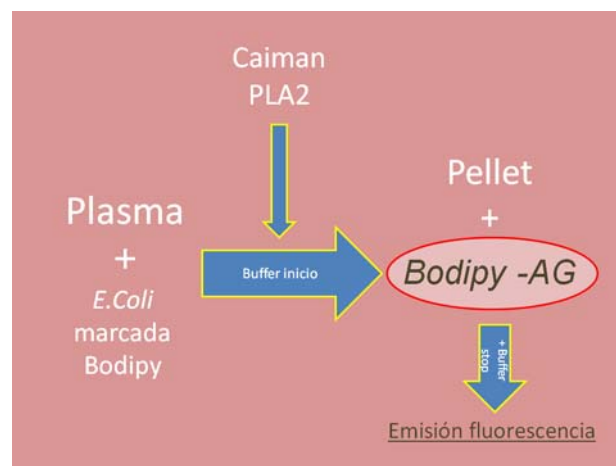 Caiman
PLA2
Plasma
+
E.Coli
marcada
Bodipy
Buffer inicio
Pellet
+
Bodipy -AG
+ Buffer
stop
Emisión fluorescencia